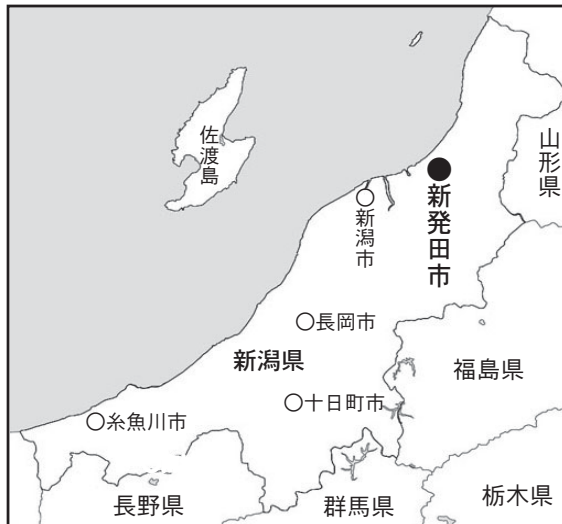 佐渡島
山形県
新発田市
新潟市
長岡市
新潟県
福島県
十日町市
糸魚川市
長野県
群馬県
栃木県